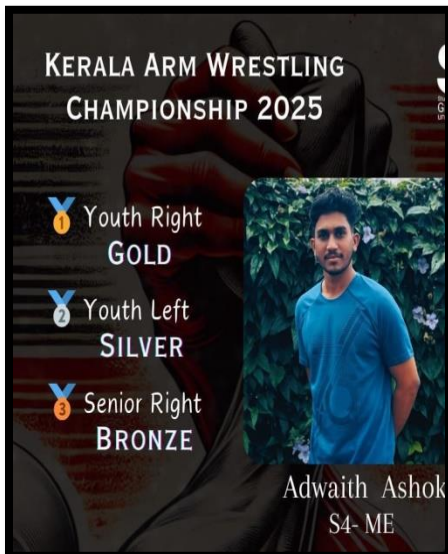 KERALA ARM WRESTLING
CHAMPIONSHIP 2025
1 Youth Right
GOLD
2 Youth Left
SILVER
3 Senior Right
BRONZE
Adwaith Ashok
S4- ME